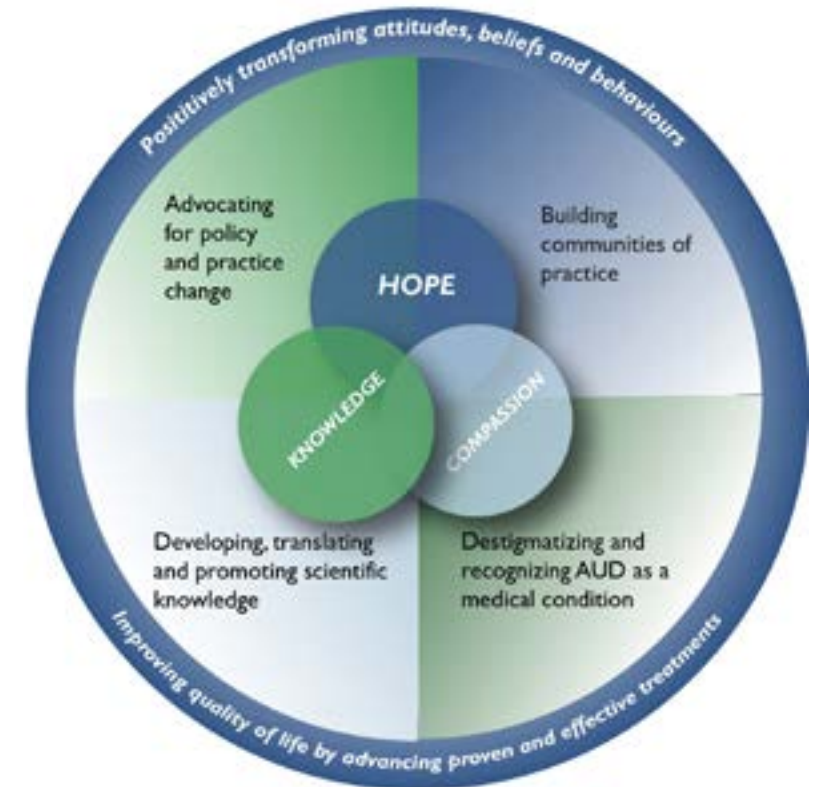 Posititively transforming attitudes, beliefs and behaviours
Advocating
for policy
and practice
change
Building
communities of
practice
HOPE
KNOWLEDGE
COMPASSION
Developing, translating
and promoting scientific
knowledge
Destigmatizing and
recognizing AUD as a
medical condition
Improving quality of life by advancing proven and effective treatments